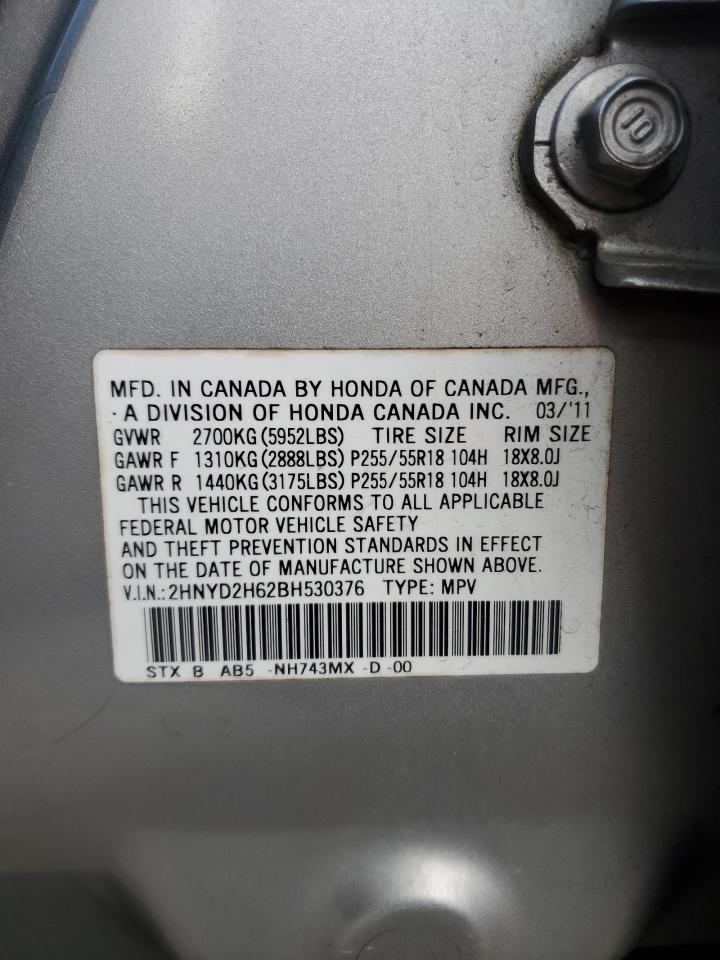 10
MFD. IN CANADA BY HONDA OF CANADA MFG.,
· A DIVISION OF HONDA CANADA INC. 03/'11
GVWR 2700KG(5952LBS) TIRE SIZE RIM SIZE
GAWR F 1310KG(2888LBS) P255/55R18 104H 18X8.0J
GAWR R 1440KG(3175LBS) P255/55R18 104H 18X8.0J
THIS VEHICLE CONFORMS TO ALL APPLICABLE
FEDERAL MOTOR VEHICLE SAFETY
AND THEFT PREVENTION STANDARDS IN EFFECT
ON THE DATE OF MANUFACTURE SHOWN ABOVE.
V.I.N.: 2HNYD2H62BH530376 TYPE: MPV
STX B AB5 -NH743MX -D -00